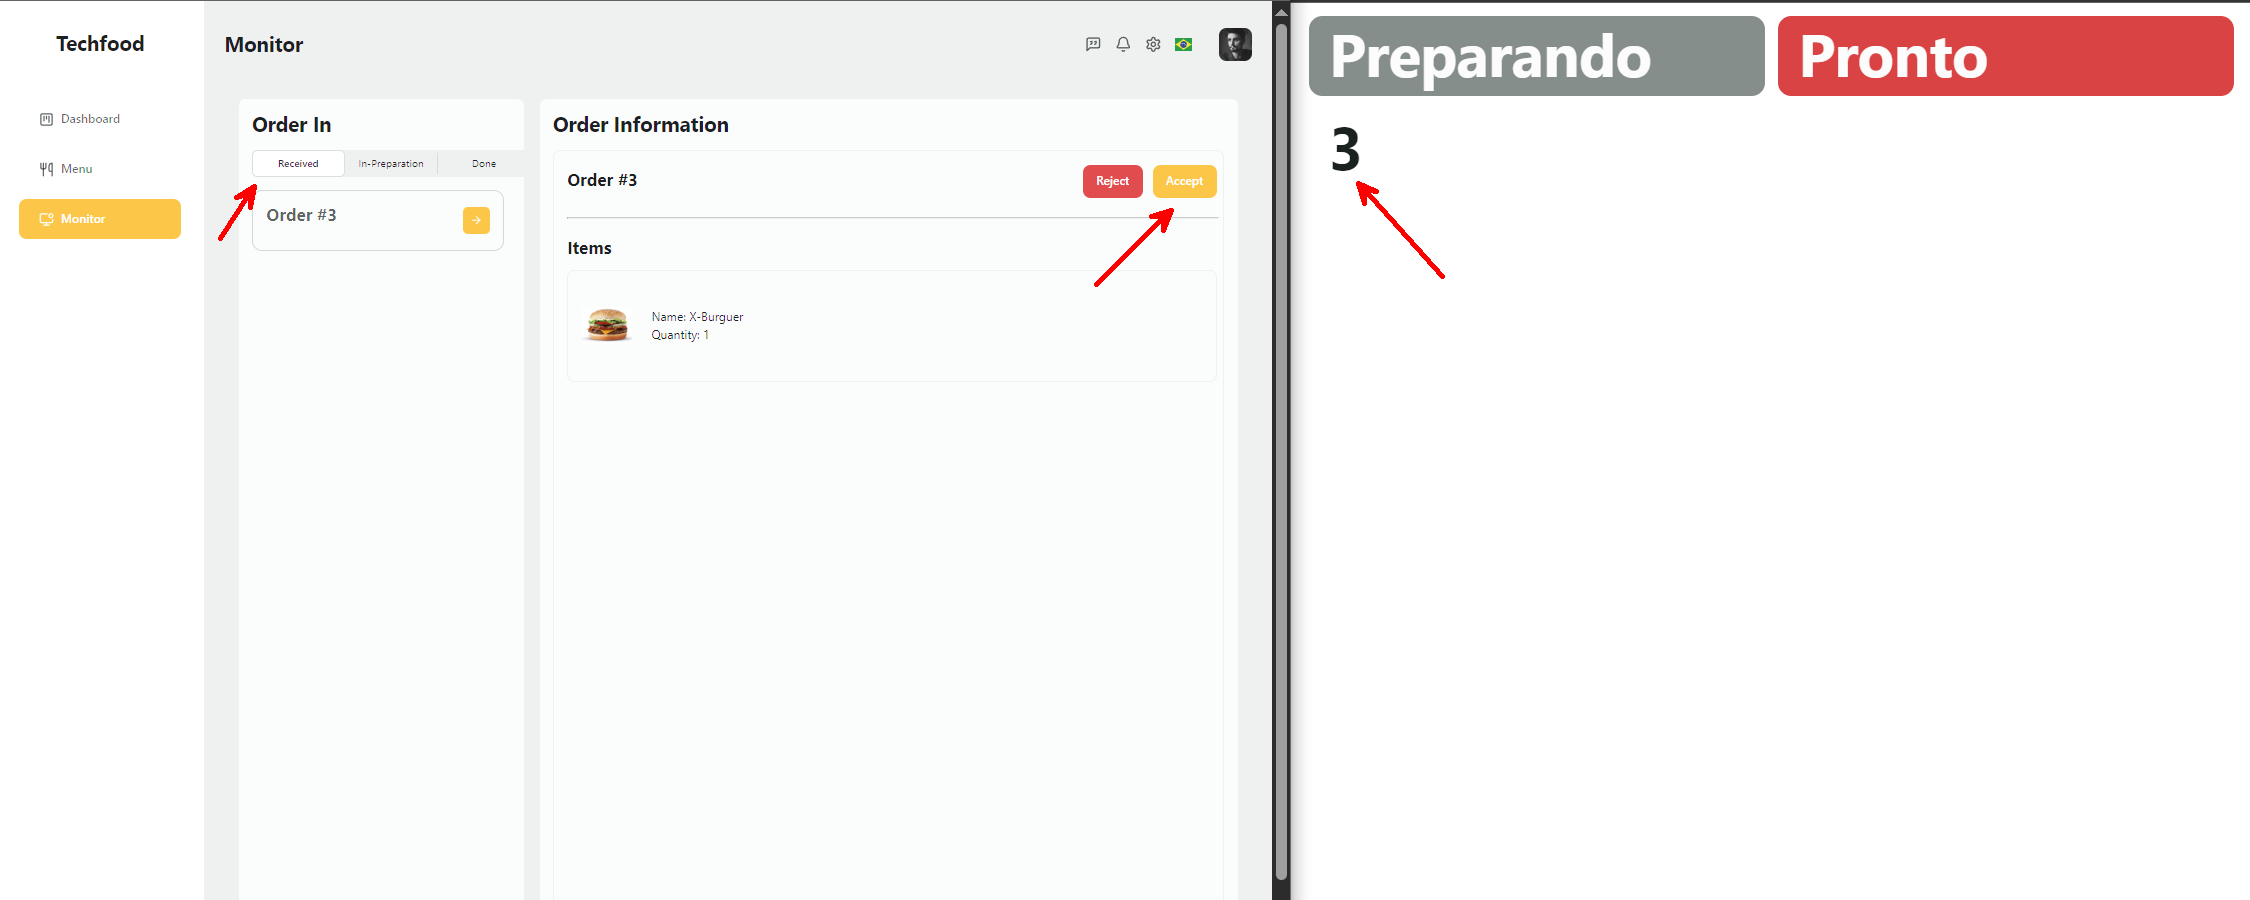 Techfood
Dashboard
Menu
Monitor
Monitor
Order In
Received In-Preparation Done
Order #3
Order Information
Order #3
Reject Accept
Items
Name: X-Burguer
Quantity: 1
Preparando Pronto
3